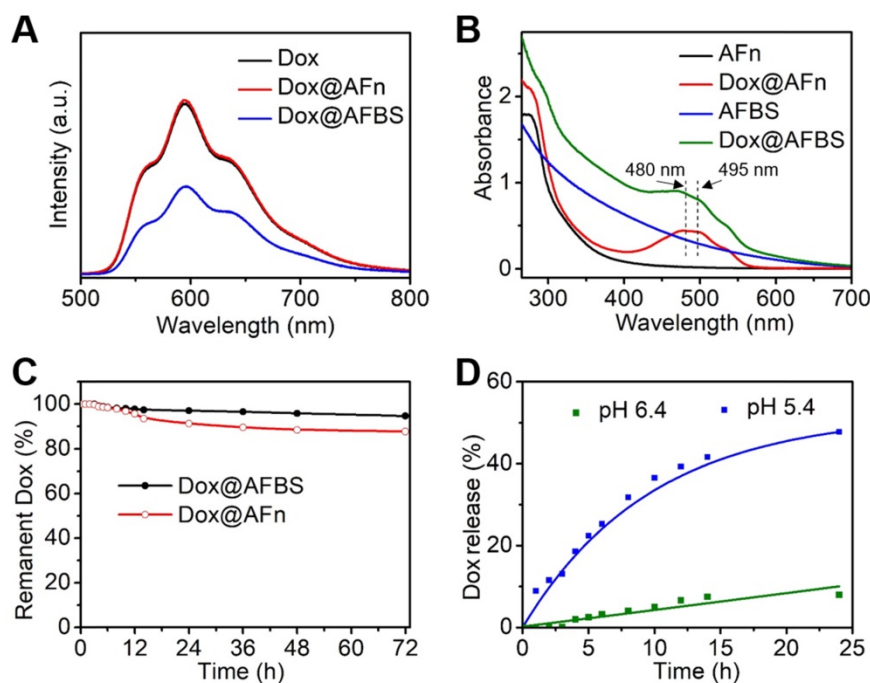 A
Dox
Dox@AFn
Dox@AFBS
Intensity (a.u.)
500 600 700 800
Wavelength (nm)
B
AFn
Dox@AFn
AFBS
Dox@AFBS
480 nm
495 nm
Absorbance
2
1
0
300 400 500 600 700
Wavelength (nm)
C
Remanent Dox (%)
100
80
60
40
20
0
Dox@AFBS
Dox@AFn
0 12 24 36 48 60 72
Time (h)
D
Dox release (%)
60
40
20
0
pH 6.4 pH 5.4
0 5 10 15 20 25
Time (h)